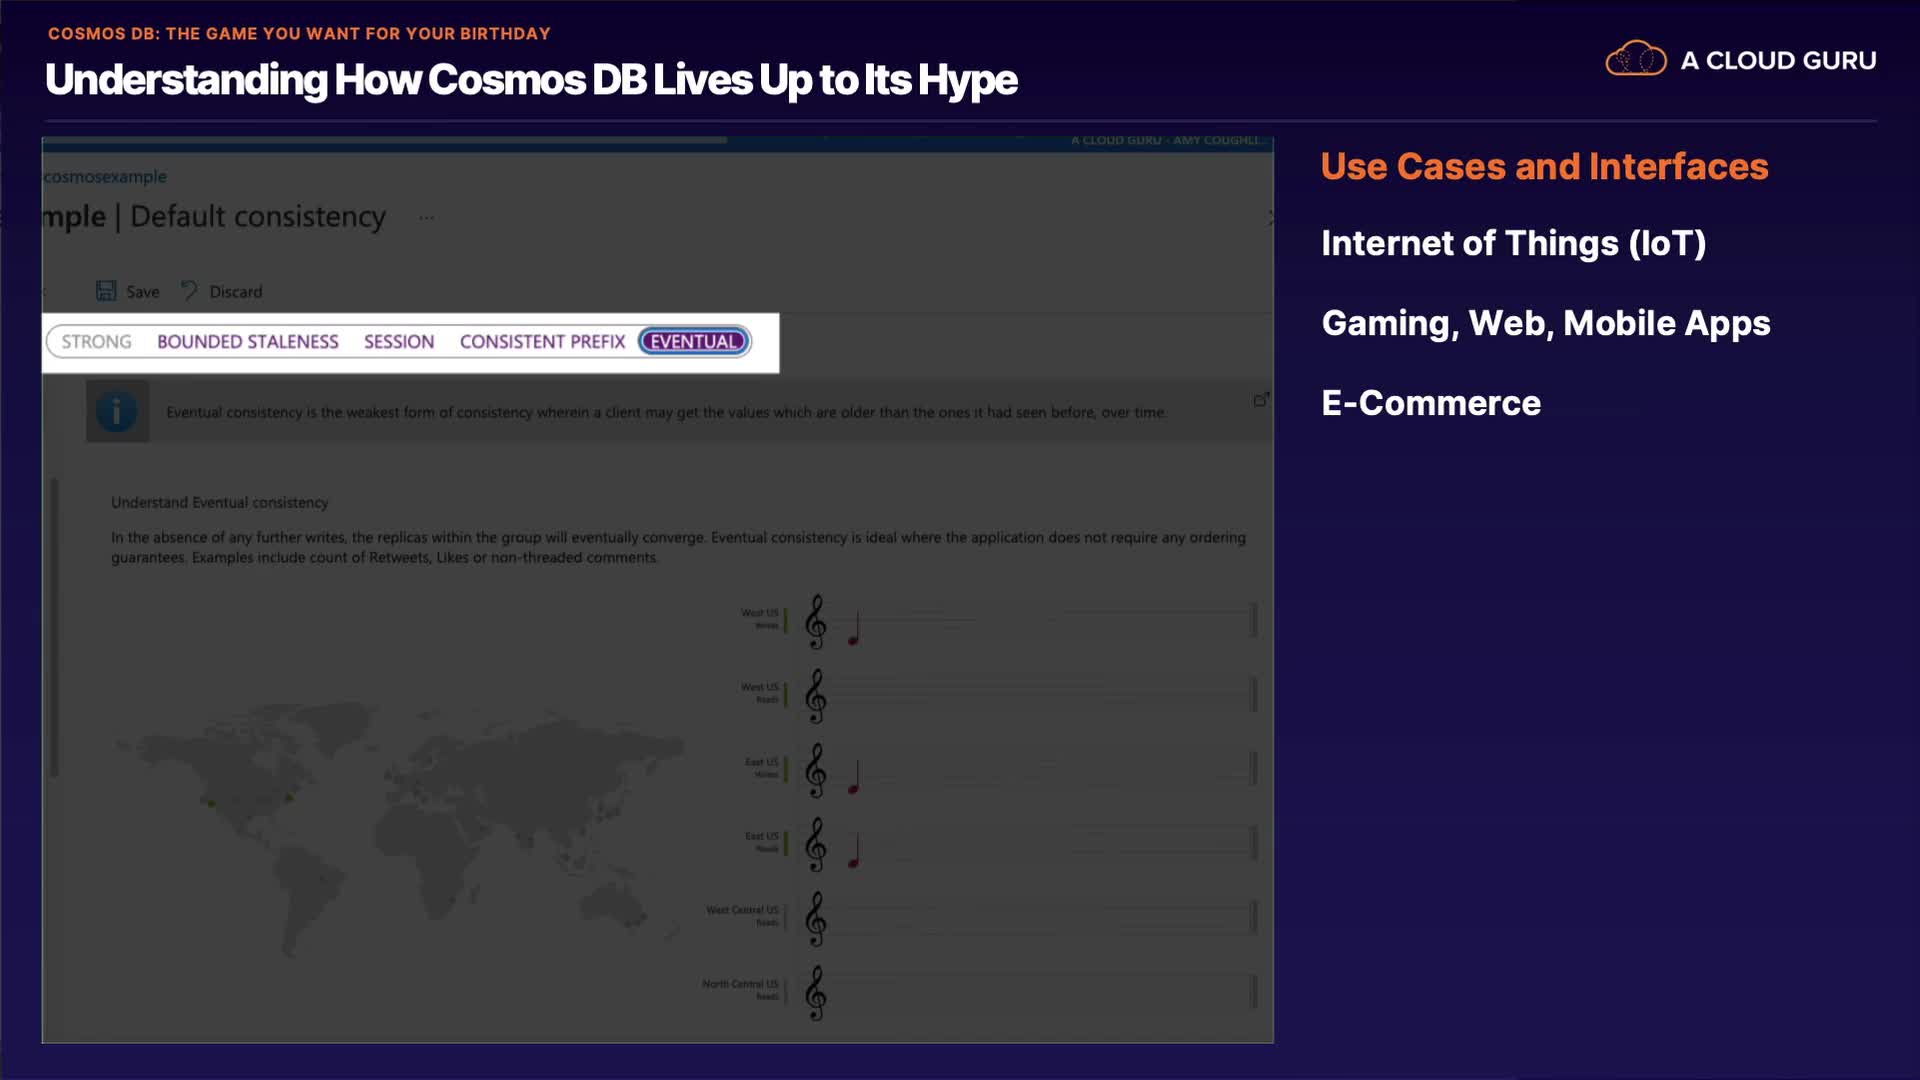 COSMOS DB: THE GAME YOU WANT FOR YOUR BIRTHDAY
Understanding How Cosmos DB Lives Up to Its Hype
A CLOUD GURU
A CLOUD GURU - AMY COUGHLI...
cosmosexample
mple | Default consistency ...
Save Discard
STRONG BOUNDED STALENESS SESSION CONSISTENT PREFIX EVENTUAL
Eventual consistency is the weakest form of consistency wherein a client may get the values which are older than the ones it had seen before, over time.
Understand Eventual consistency
In the absence of any further writes, the replicas within the group will eventually converge. Eventual consistency is ideal where the application does not require any ordering
guarantees. Examples include count of Retweets, Likes or non-threaded comments.
West US
Writes
West US
Reads
East US
Writes
East US
Reads
West Central US
Reads
North Central US
Reads
Use Cases and Interfaces
Internet of Things (IoT)
Gaming, Web, Mobile Apps
E-Commerce